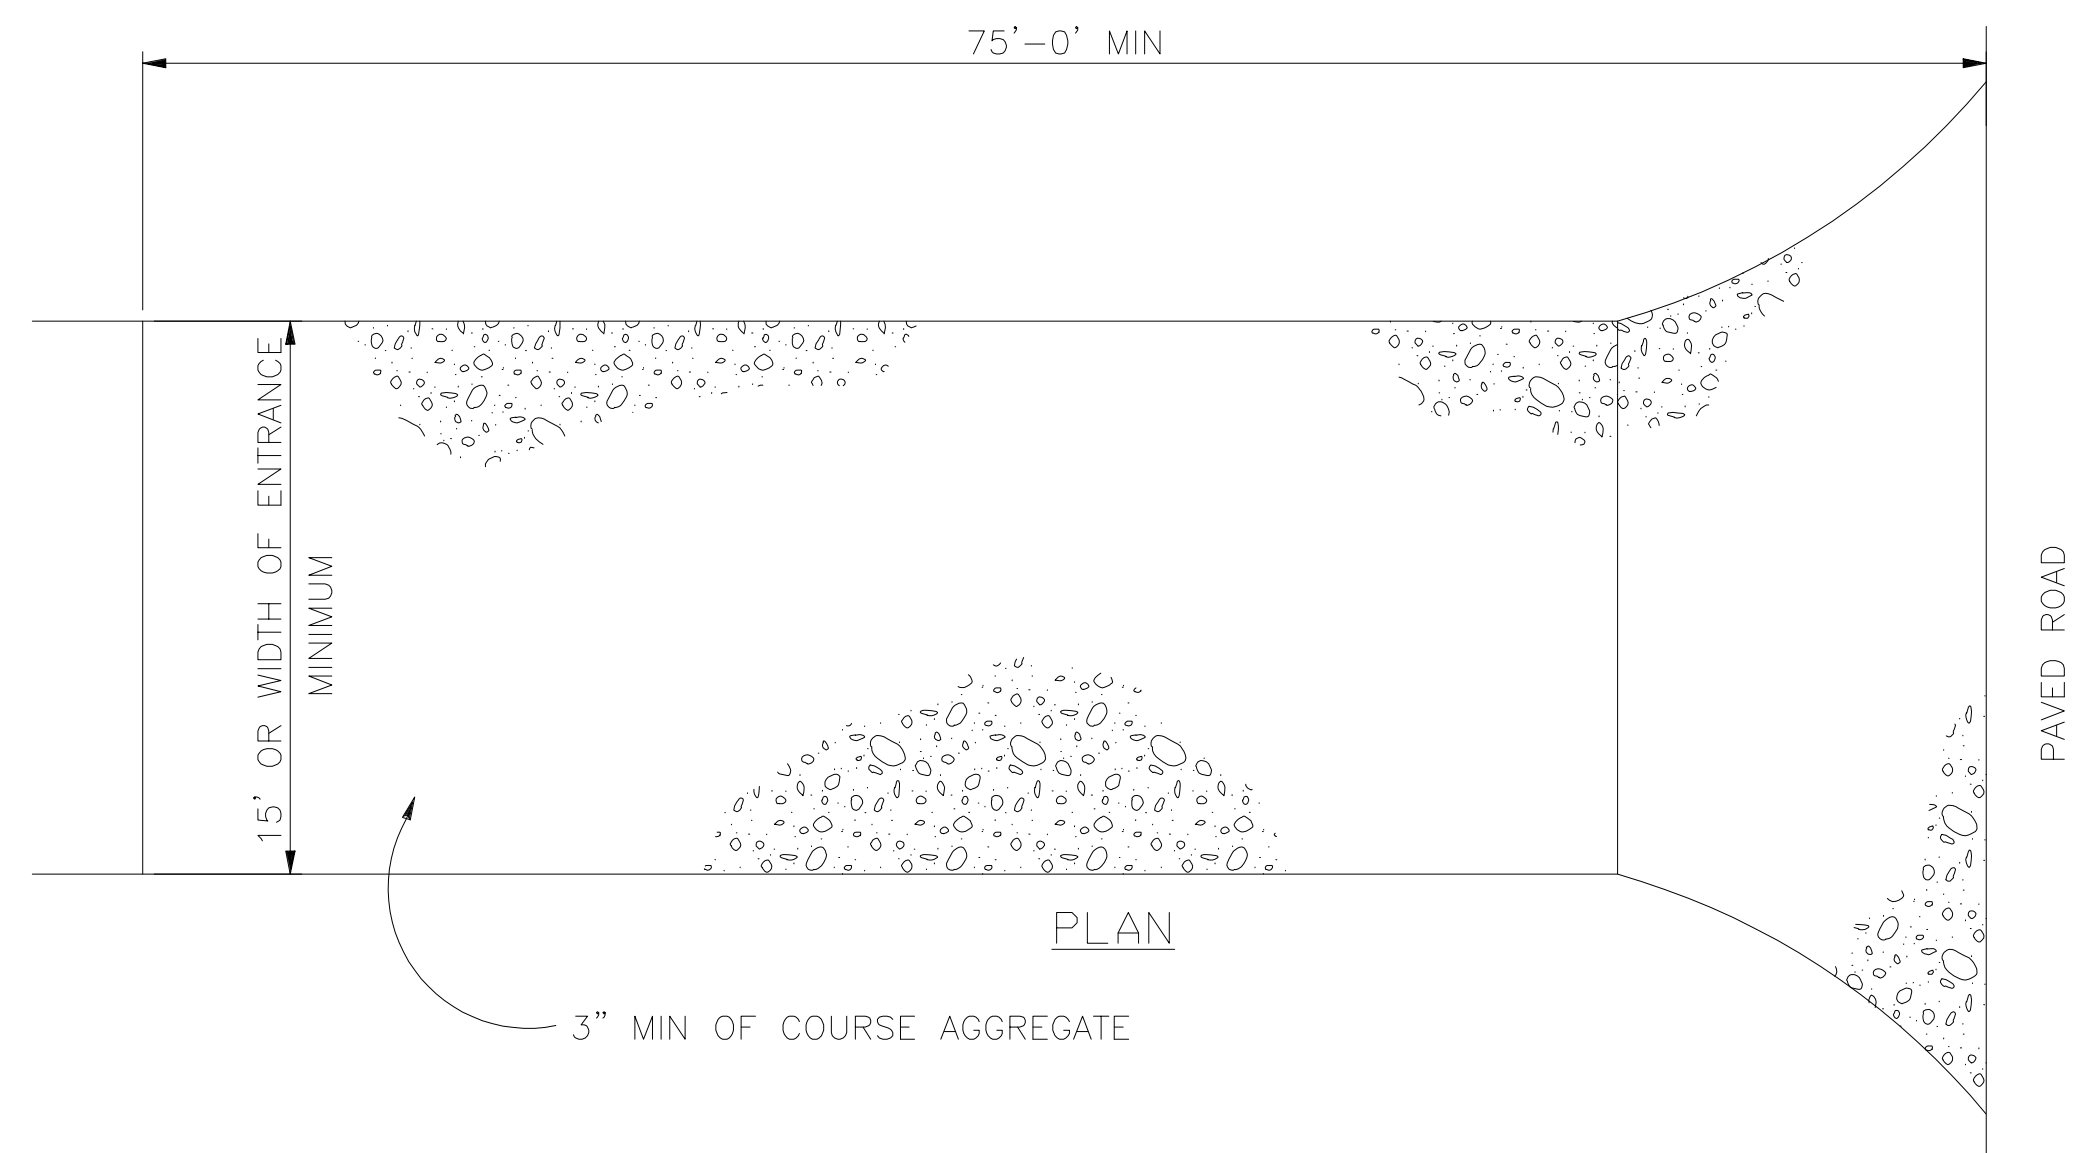 75'-0' MIN
15' OR WIDTH OF ENTRANCE
MINIMUM
PAVED ROAD
PLAN
3" MIN OF COURSE AGGREGATE